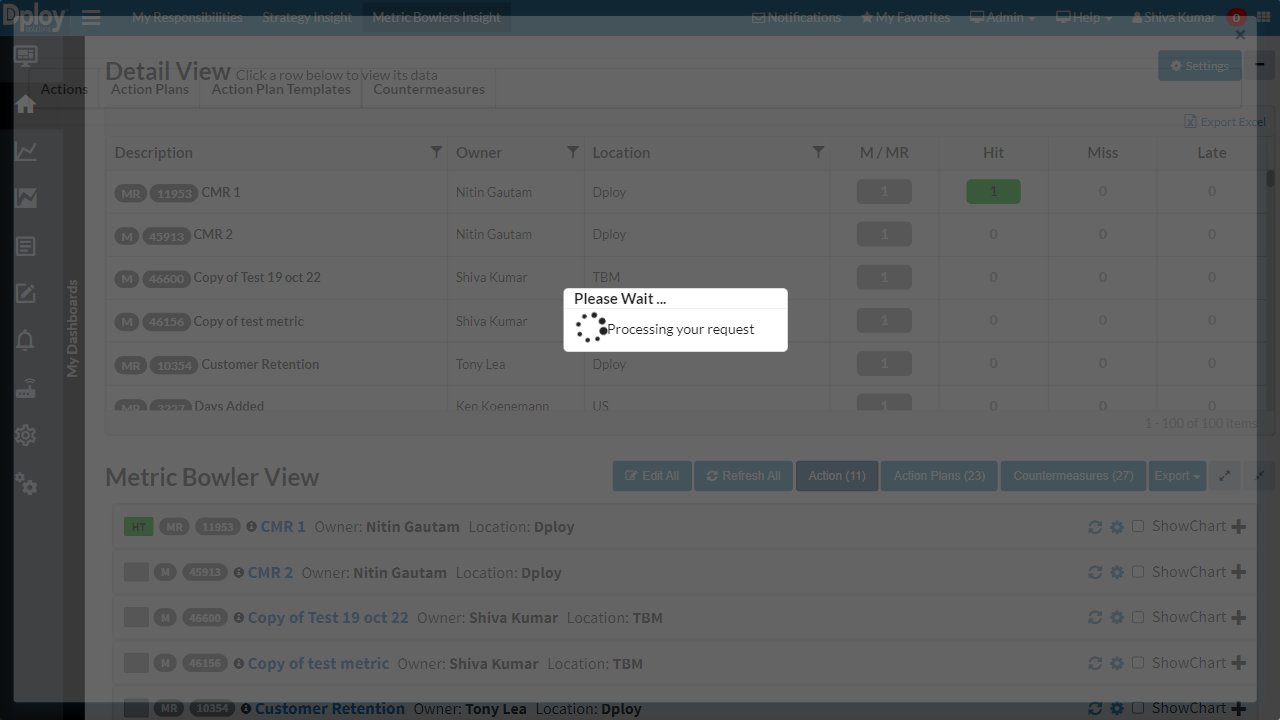 Dploy
My Responsibilities Strategy Insight Metric Bowlers Insight Notifications My Favorites Admin Help Shiva Kumar D
Detail View Click a row below to view its data Settings
Actions Action Plans Action Plan Templates Countermeasures
Export Excel
Description Owner Location M / MR Hit Miss Late
MR 11953 CMR 1 Nitin Gautam Dploy 1 1 0 0
M 45913 CMR 2 Nitin Gautam Dploy 1 0 0 0
M 46600 Copy of Test 19 oct 22 Shiva Kumar TBM 1 0 0 0
Please Wait ...
M 46156 Copy of test metric Shiva Kumar 1 0 0 0
Processing your request
MR 10354 Customer Retention Tony Lea Dploy 1 0 0 0
MR 3237 Days Added Ken Koenemann US 1 0 0 0
My Dashboards
1 - 100 of 100 items
Metric Bowler View Edit All Refresh All Action (11) Action Plans (23) Countermeasures (27) Export
HT MR 11953 CMR 1 Owner: Nitin Gautam Location: Dploy ShowChart
M 45913 CMR 2 Owner: Nitin Gautam Location: Dploy ShowChart
M 46600 Copy of Test 19 oct 22 Owner: Shiva Kumar Location: TBM ShowChart
M 46156 Copy of test metric Owner: Shiva Kumar Location: TBM ShowChart
MR 10354 Customer Retention Owner: Tony Lea Location: Dploy ShowChart